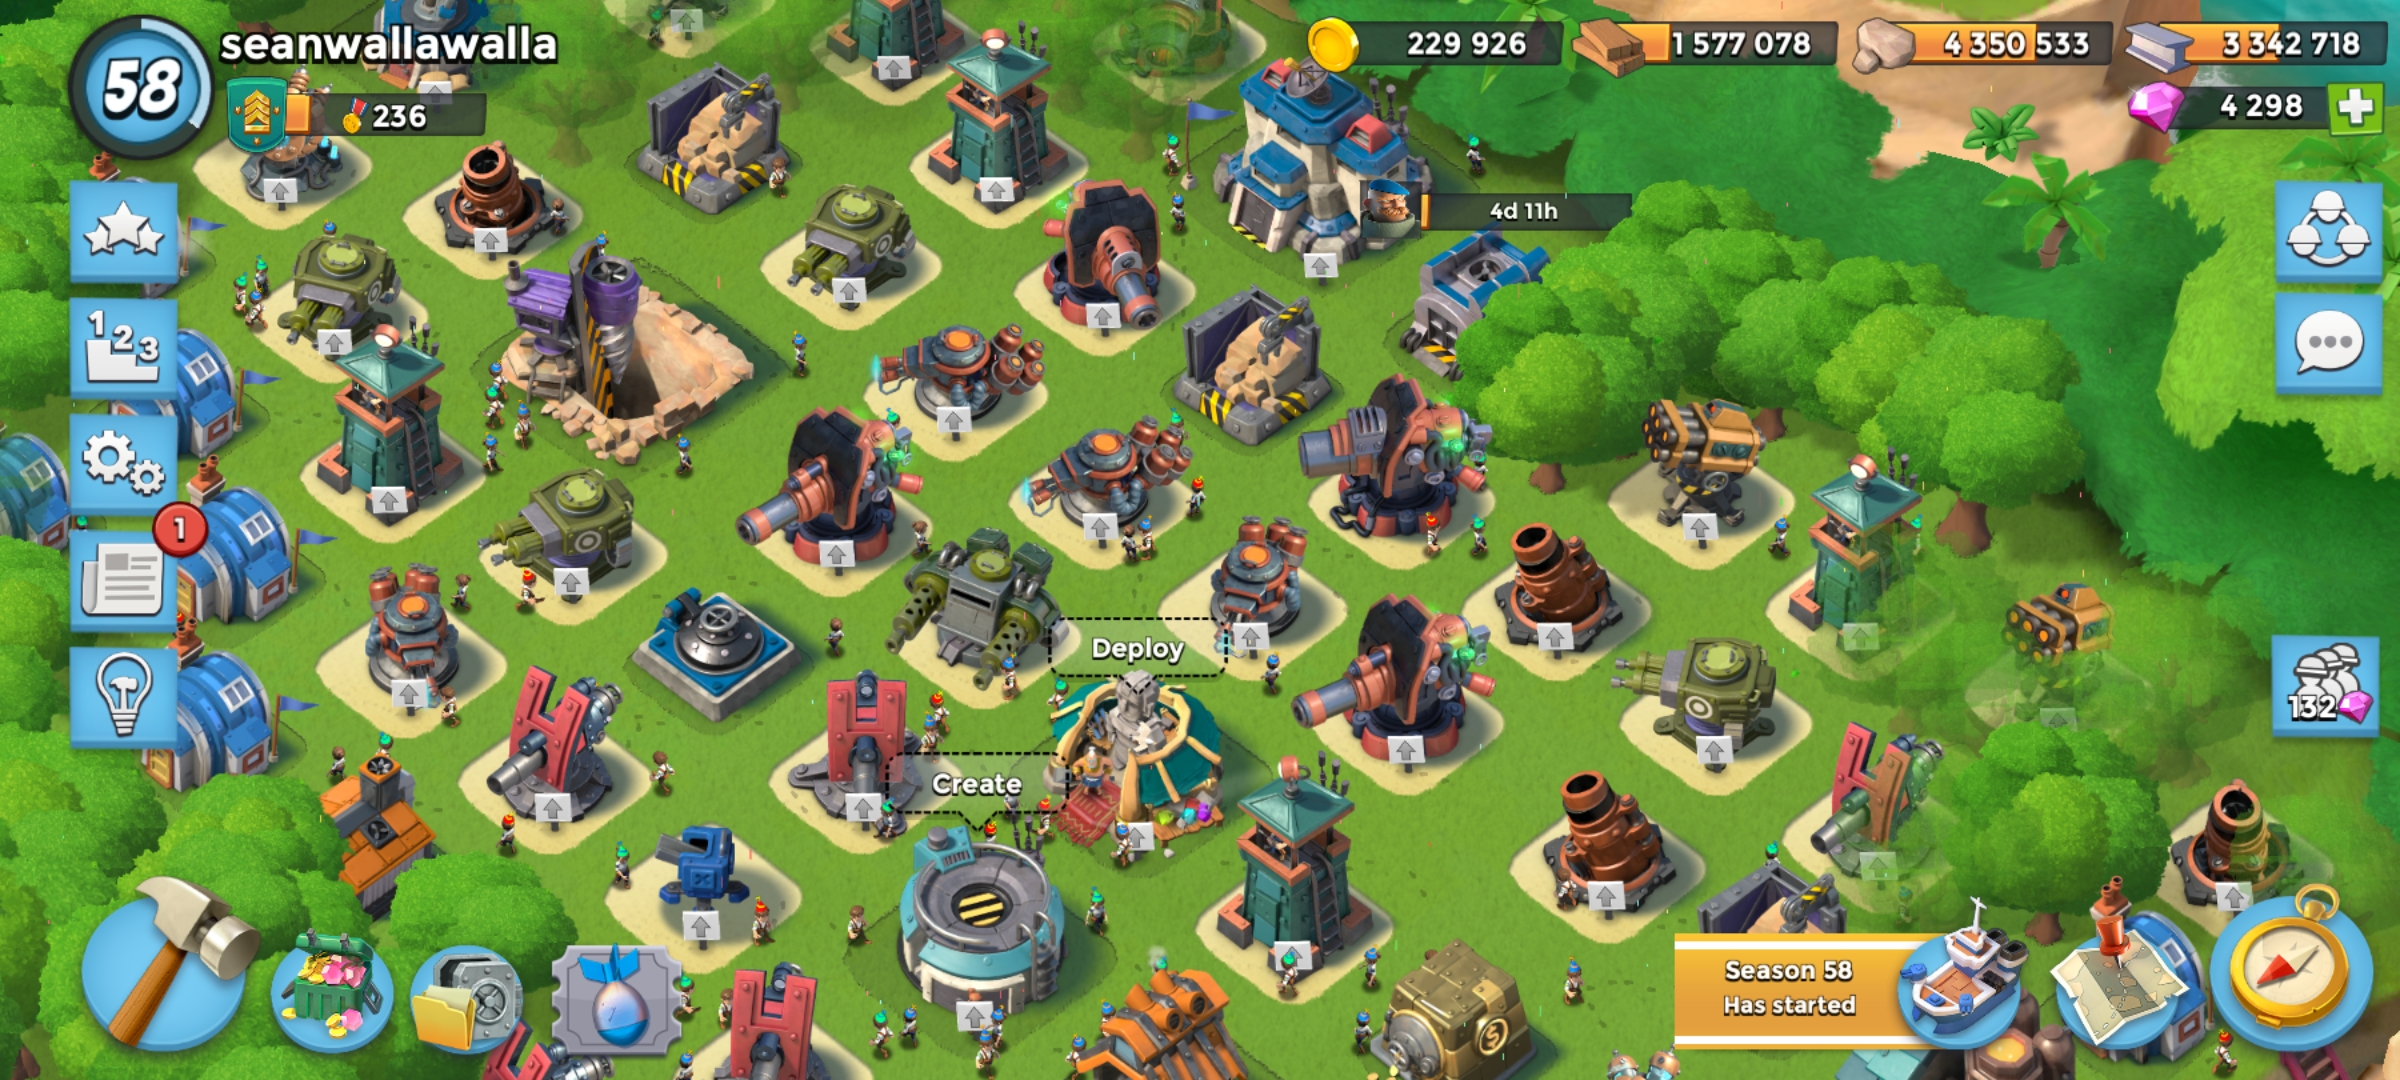 58
seanwallawalla
236
229 926
1 577 078
4 350 533
3 342 718
4 298
4d 11h
1 2 3
1
Deploy
Create
132
Season 58
Has started